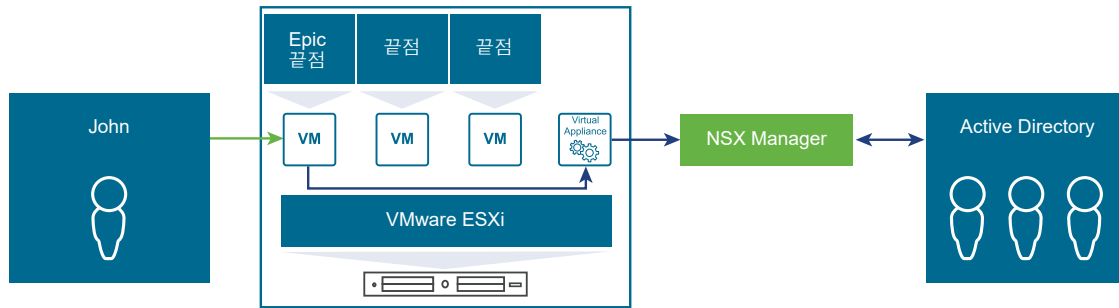 John
Epic
끝점
끝점
끝점
VM
VM
VM
Virtual
Appliance
VMware ESXi
NSX Manager
Active Directory